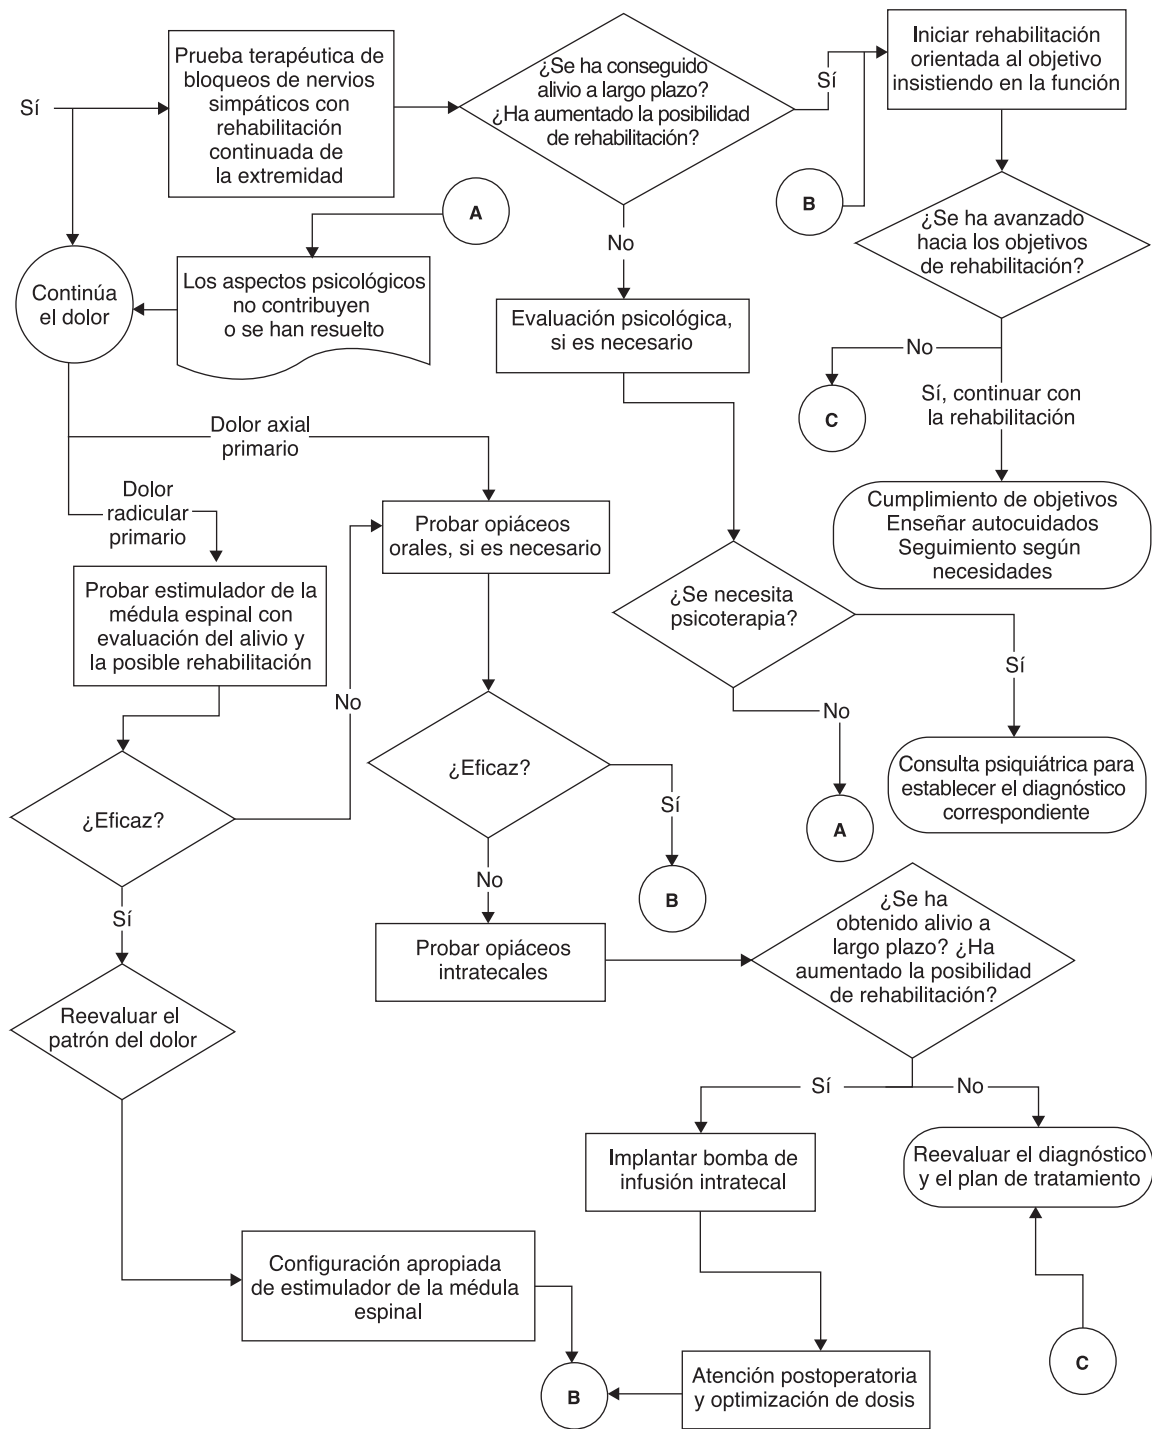 Sí
Prueba terapéutica de
bloqueos de nervios
simpáticos con
rehabilitación
continuada de
la extremidad
¿Se ha conseguido
alivio a largo plazo?
¿Ha aumentado la posibilidad
de rehabilitación?
Sí
Iniciar rehabilitación
orientada al objetivo
insistiendo en la función
B
A
No
¿Se ha avanzado
hacia los objetivos
de rehabilitación?
Continúa
el dolor
Los aspectos psicológicos
no contribuyen
o se han resuelto
Evaluación psicológica,
si es necesario
No
C
Sí, continuar con
la rehabilitación
Dolor axial
primario
Dolor
radicular
primario
Probar opiáceos
orales, si es necesario
Cumplimiento de objetivos
Enseñar autocuidados
Seguimiento según
necesidades
Probar estimulador de la
médula espinal con
evaluación del alivio y
la posible rehabilitación
¿Se necesita
psicoterapia?
Sí
No
No
¿Eficaz?
¿Eficaz?
Sí
Consulta psiquiátrica para
establecer el diagnóstico
correspondiente
A
B
No
Sí
Probar opiáceos
intratecales
¿Se ha
obtenido alivio a
largo plazo? ¿Ha
aumentado la posibilidad
de rehabilitación?
Reevaluar el
patrón del dolor
Sí
No
Implantar bomba de
infusión intratecal
Reevaluar el diagnóstico
y el plan de tratamiento
Configuración apropiada
de estimulador de la médula
espinal
C
B
Atención postoperatoria
y optimización de dosis